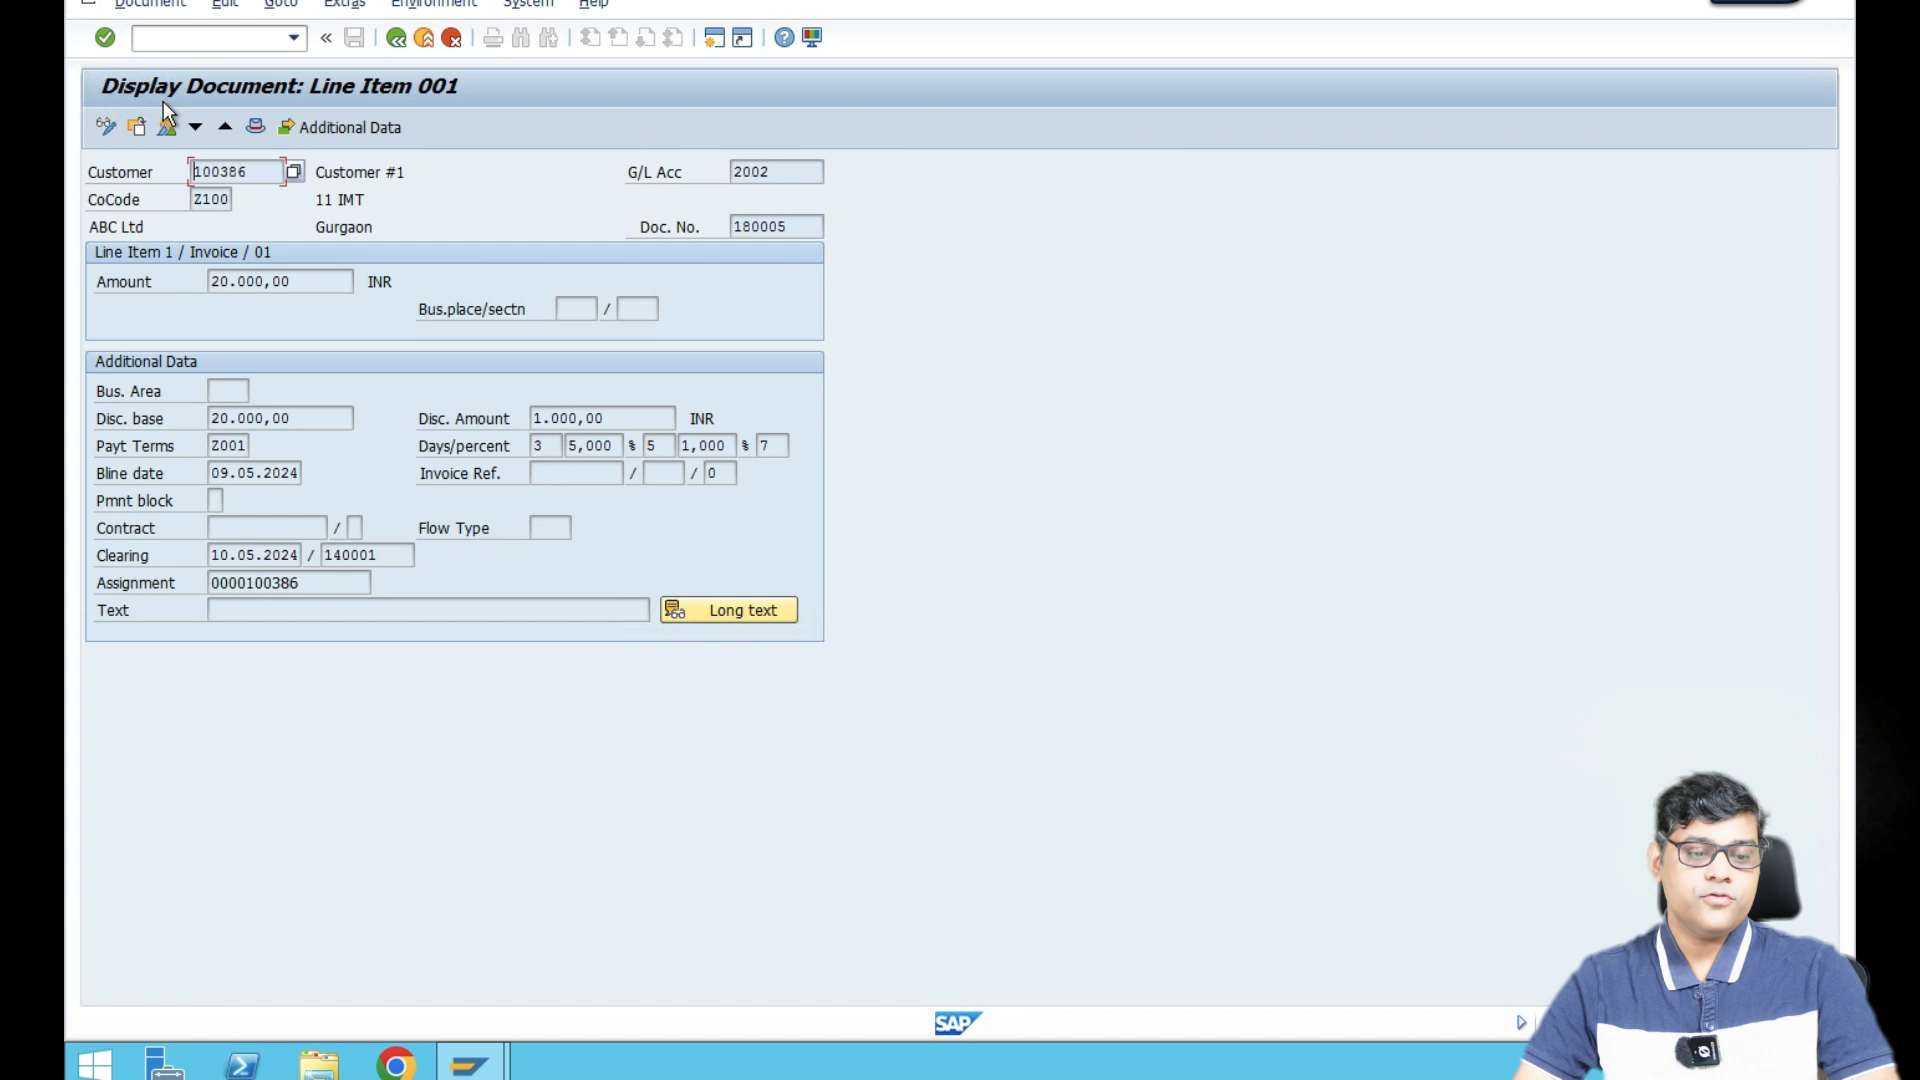 Document Edit Goto Extras Environment System Help
Display Document: Line Item 001
Additional Data
Customer 100386 Customer #1 G/L Acc 2002
CoCode Z100 11 IMT
ABC Ltd Gurgaon Doc. No. 180005
Line Item 1 / Invoice / 01
Amount 20.000,00 INR
Bus.place/sectn /
Additional Data
Bus. Area
Disc. base 20.000,00 Disc. Amount 1.000,00 INR
Payt Terms Z001 Days/percent 3 5,000 % 5 1,000 % 7
Bline date 09.05.2024 Invoice Ref. / / 0
Pmnt block
Contract / Flow Type
Clearing 10.05.2024 / 140001
Assignment 0000100386
Text Long text
SAP